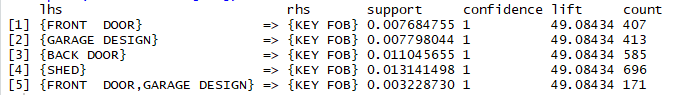 lhs rhs support confidence lift count
[1] {FRONT  DOOR} => {KEY FOB} 0.007684755 1 49.08434 407
[2] {GARAGE DESIGN} => {KEY FOB} 0.007798044 1 49.08434 413
[3] {BACK DOOR} => {KEY FOB} 0.011045655 1 49.08434 585
[4] {SHED} => {KEY FOB} 0.013141498 1 49.08434 696
[5] {FRONT  DOOR,GARAGE DESIGN} => {KEY FOB} 0.003228730 1 49.08434 171